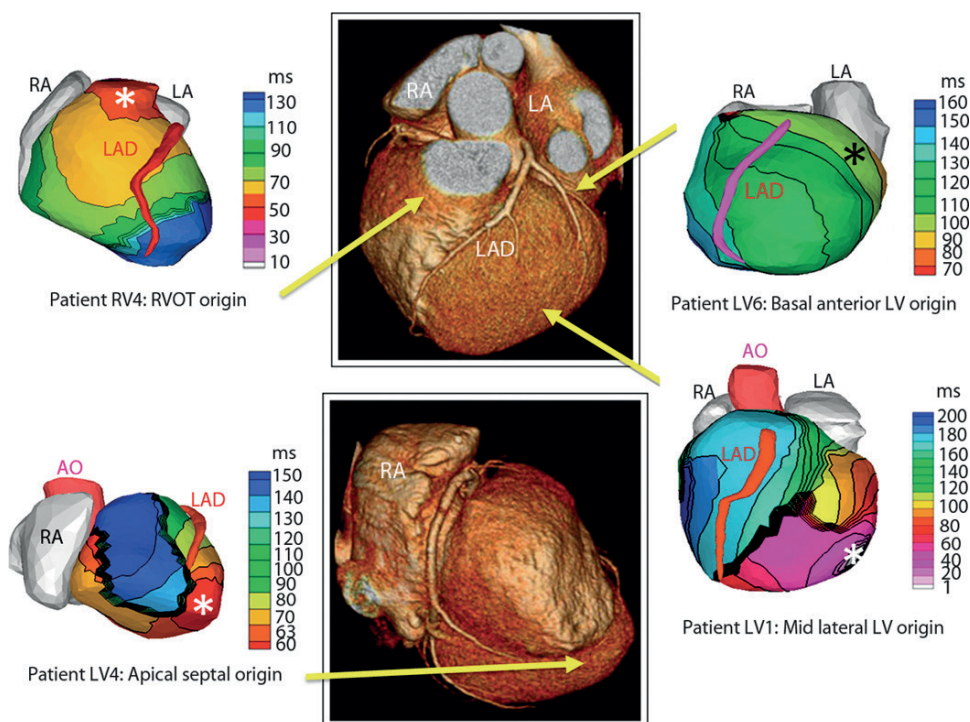 RA
LA
*
LAD
ms
130
110
90
70
50
30
10
Patient RV4: RVOT origin
RA
LA
LAD
RA
LA
*
LAD
160
150
140
130
120
110
100
90
80
70
Patient LV6: Basal anterior LV origin
AO
RA
LAD
*
ms
150
140
130
120
110
100
90
80
70
63
60
Patient LV4: Apical septal origin
RA
AO
RA
LA
LAD
*
ms
200
180
160
140
120
100
80
60
40
20
1
Patient LV1: Mid lateral LV origin